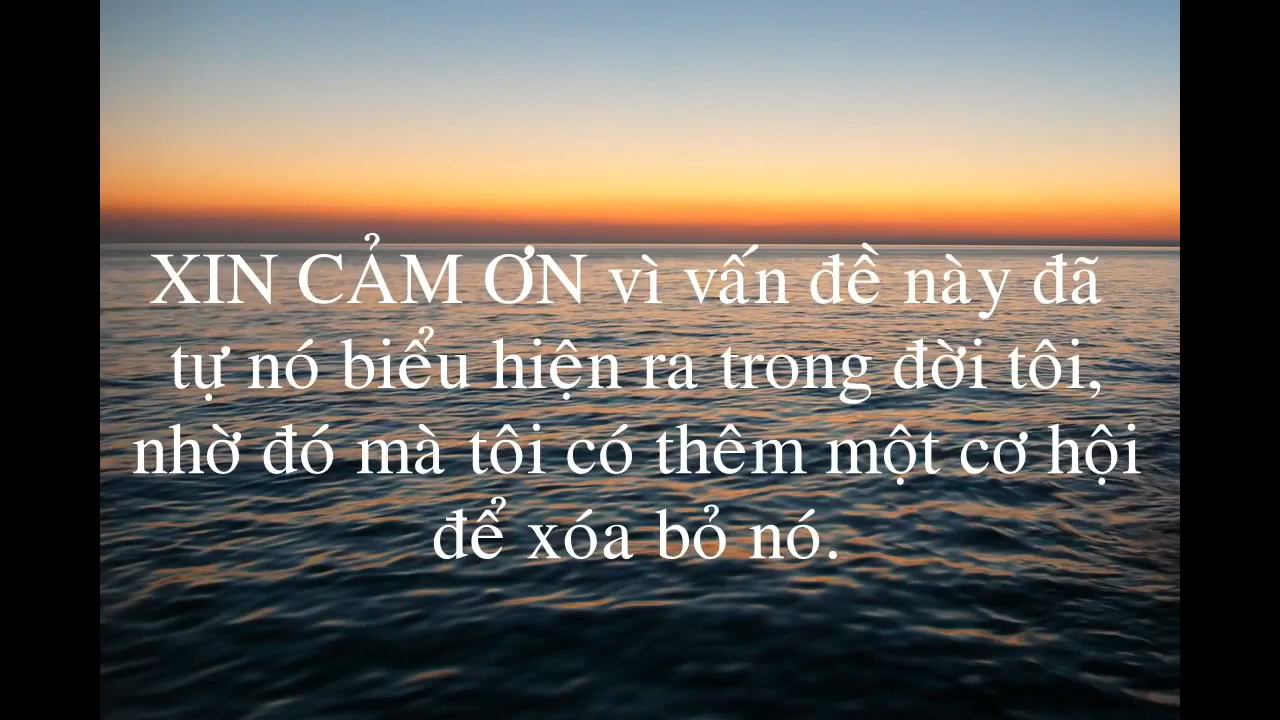 XIN CẢM ƠN vì vấn đề này đã
tự nó biểu hiện ra trong đời tôi,
nhờ đó mà tôi có thêm một cơ hội
để xóa bỏ nó.